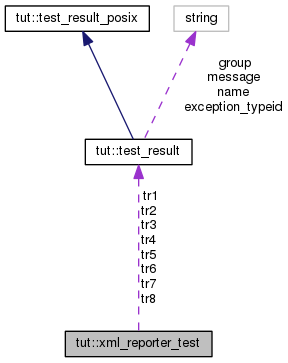 tut::test_result_posix
string
group
message
name
exception_typeid
tut::test_result
tr1
tr2
tr3
tr4
tr5
tr6
tr7
tr8
tut::xml_reporter_test